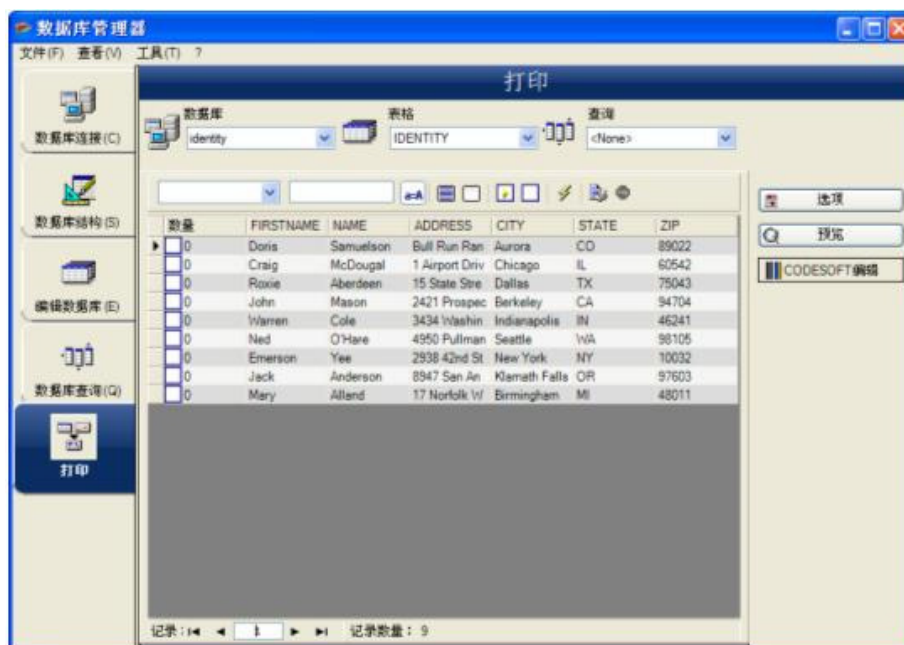 数据库管理器
文件(F) 查看(V) 工具(T) ?
打印
数据库连接(C)
数据库结构(S)
编辑数据库(E)
数据库查询(Q)
打印
数据库 表格 查询
identity IDENTITY <None>
a=A
数量 FIRSTNAME NAME ADDRESS CITY STATE ZIP
0 Doris Samuelson Bull Run Ran Aurora CO 89022
0 Craig McDougal 1 Airport Driv Chicago IL 60542
0 Roxie Aberdeen 15 State Stre Dallas TX 75043
0 John Mason 2421 Prospec Berkeley CA 94704
0 Warren Cole 3434 Washin Indianapolis IN 46241
0 Ned O'Hare 4950 Pullman Seattle WA 98105
0 Emerson Yee 2938 42nd St New York NY 10032
0 Jack Anderson 8947 San An Klamath Falls OR 97603
0 Mary Alland 17 Norfolk W Birmingham MI 48011
选项
预览
CODESOFT编辑
记录: 1 记录数量: 9